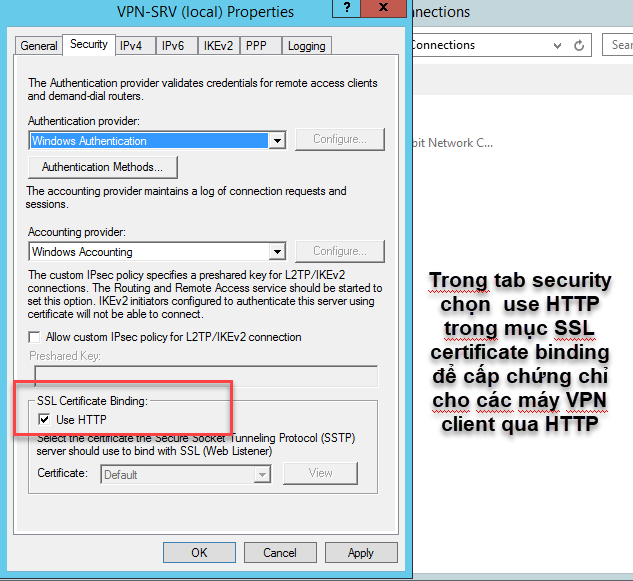 VPN-SRV (local) Properties
?
x
General
Security
IPv4
IPv6
IKEv2
PPP
Logging
The Authentication provider validates credentials for remote access clients
and demand-dial routers.
Authentication provider:
Windows Authentication
Configure...
Authentication Methods...
The accounting provider maintains a log of connection requests and
sessions.
Accounting provider:
Windows Accounting
Configure...
The custom IPsec policy specifies a preshared key for L2TP/IKEv2
connections. The Routing and Remote Access service should be started to
set this option. IKEv2 initiators configured to authenticate this server using
certificate will not be able to connect.
Allow custom IPsec policy for L2TP/IKEv2 connection
Preshared Key:
SSL Certificate Binding:
Use HTTP
Select the certificate the Secure Socket Tunneling Protocol (SSTP)
server should use to bind with SSL (Web Listener)
Certificate:
Default
View
OK
Cancel
Apply
nnections
Connections
Sear
bit Network C...
Trong tab security
chọn use HTTP
trong mục SSL
certificate binding
để cấp chứng chỉ
cho các máy VPN
client qua HTTP